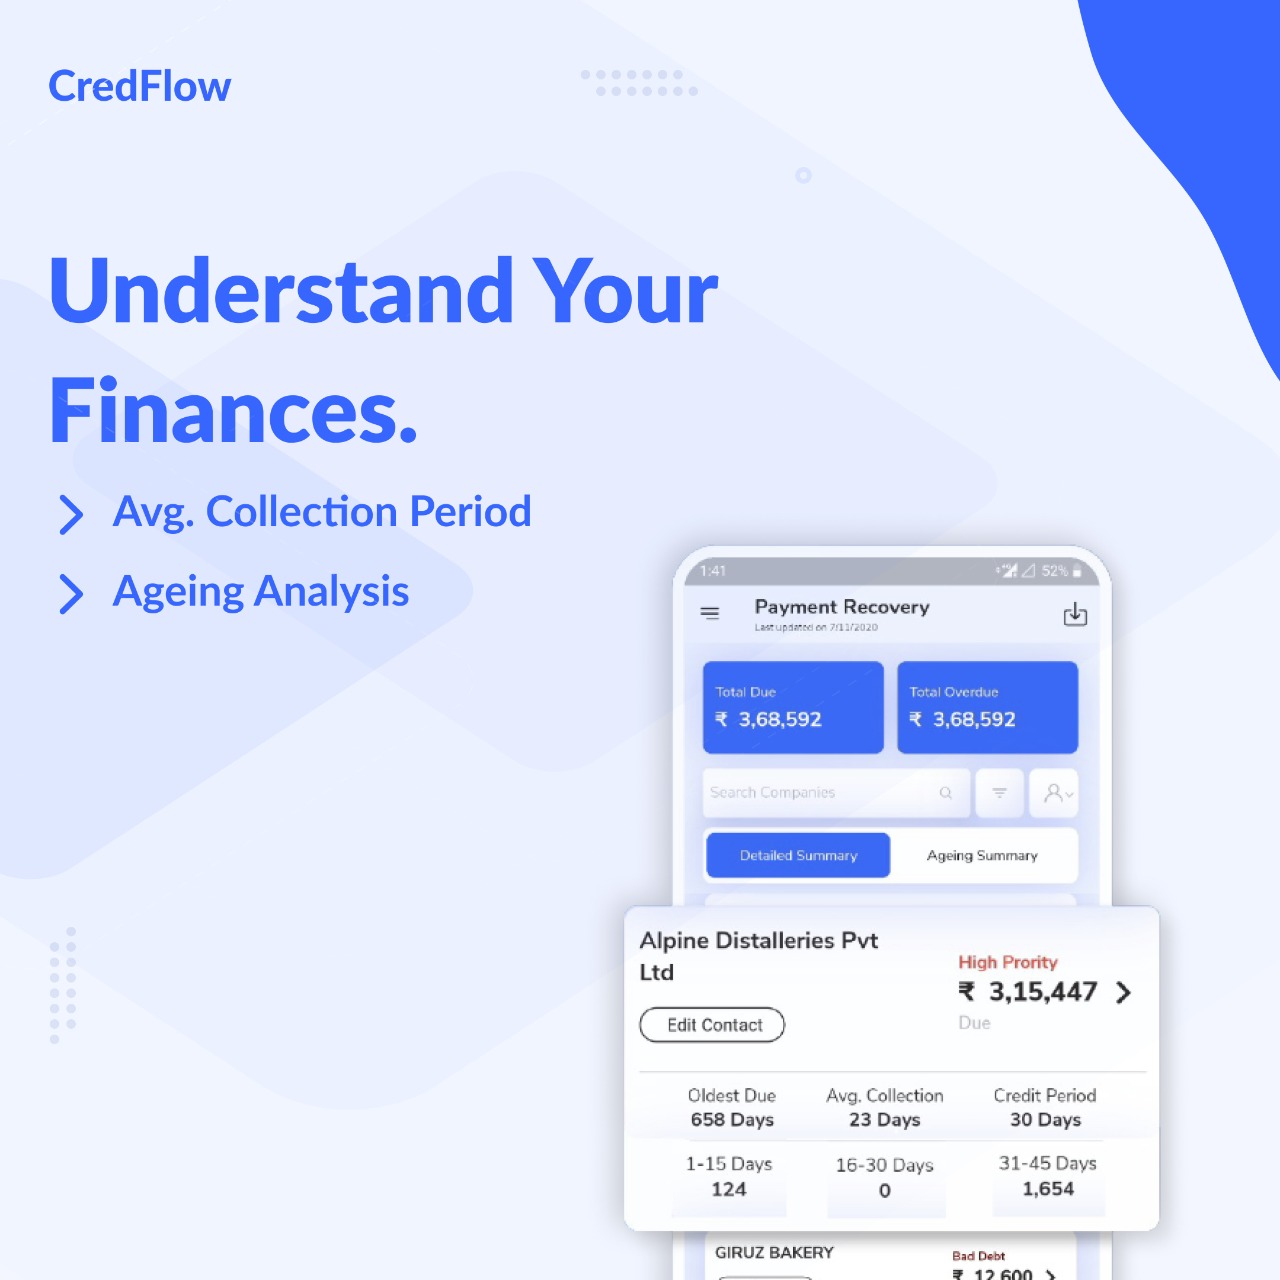 CredFlow
Understand Your
Finances.
Avg. Collection Period
Ageing Analysis
1:41
52%
Payment Recovery
Last updated on 7/11/2020
Total Due
₹ 3,68,592
Total Overdue
₹ 3,68,592
Search Companies
Detailed Summary
Ageing Summary
Alpine Distalleries Pvt
Ltd
High Prority
₹ 3,15,447
Due
Edit Contact
Oldest Due
658 Days
Avg. Collection
23 Days
Credit Period
30 Days
1-15 Days
124
16-30 Days
0
31-45 Days
1,654
GIRUZ BAKERY
Bad Debt
₹ 12,600